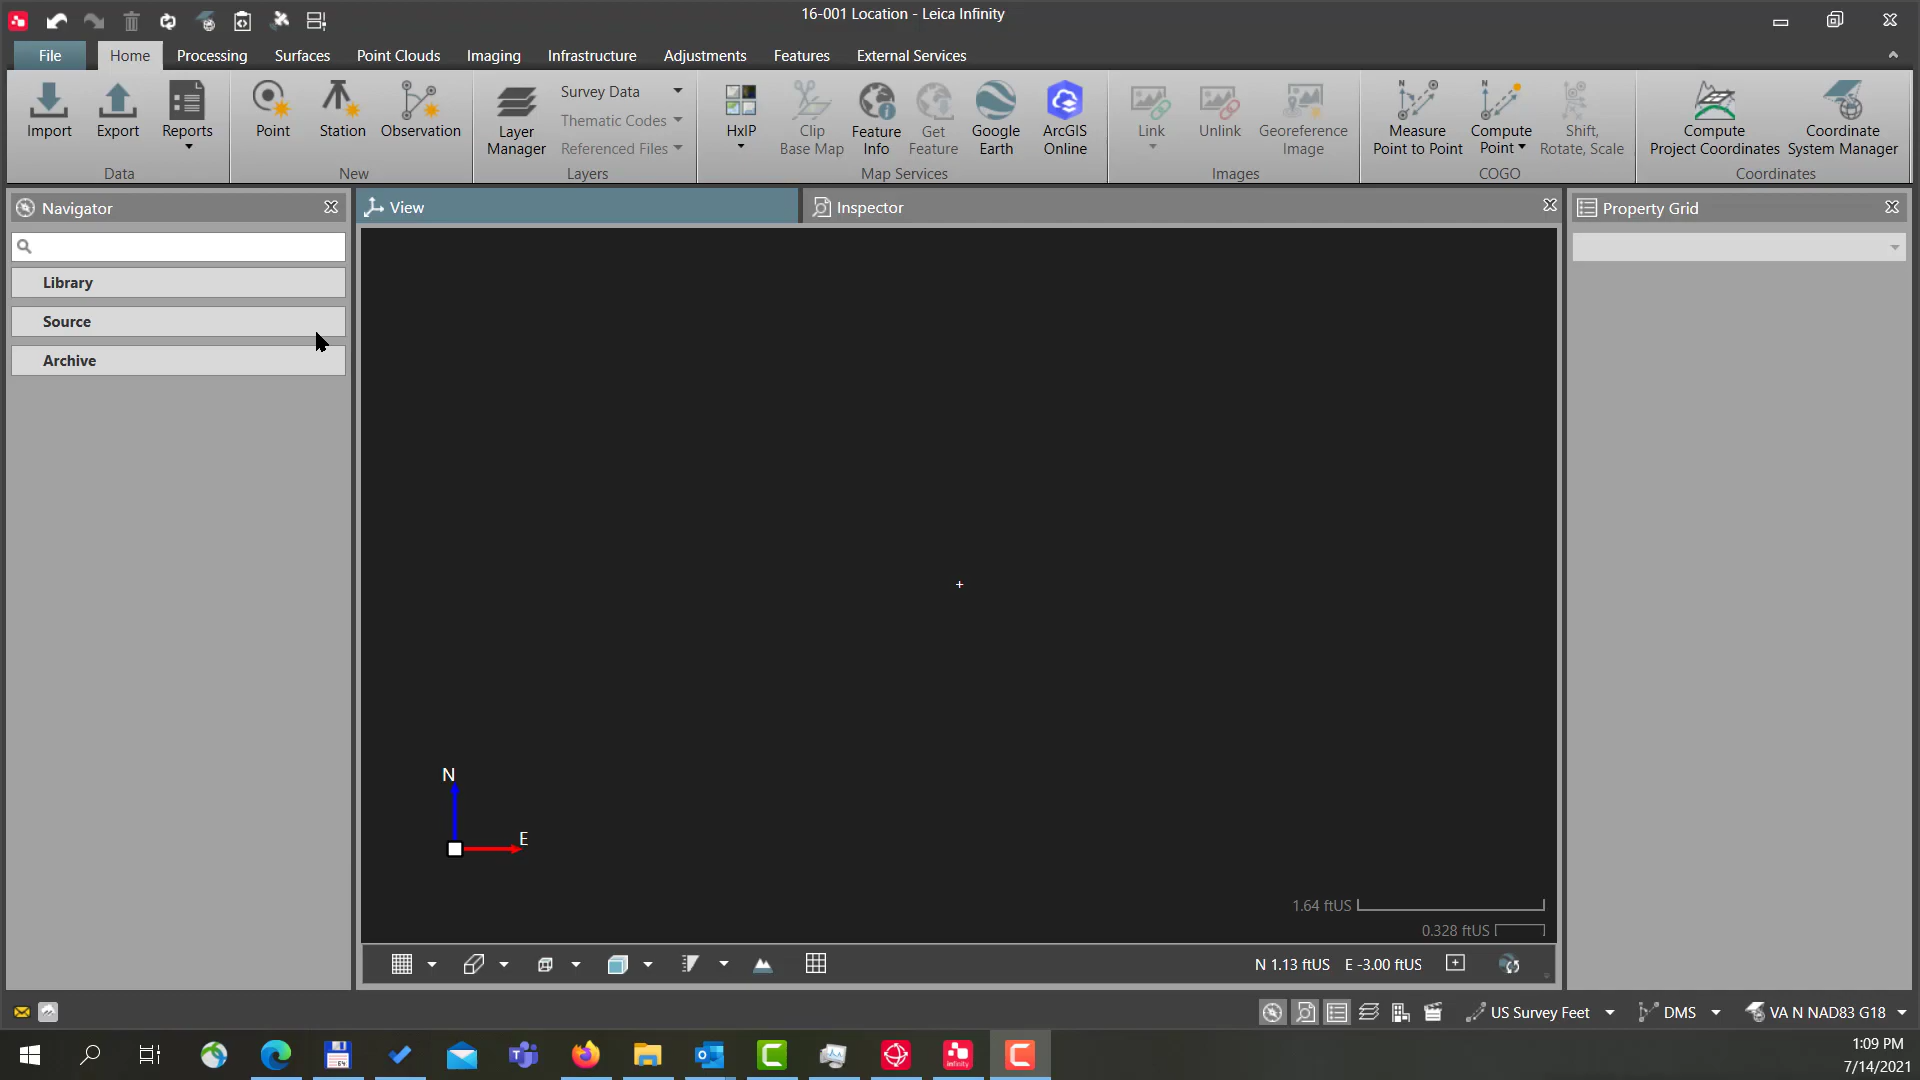 16-001 Location - Leica Infinity
File Home Processing Surfaces Point Clouds Imaging Infrastructure Adjustments Features External Services
Import Export Reports
Data
Point Station Observation
New
Layer Manager
Survey Data
Thematic Codes
Referenced Files
Layers
HxIP
Clip Base Map
Feature Info
Get Feature
Google Earth
ArcGIS Online
Map Services
Link Unlink
Georeference Image
Images
Measure Point to Point
Compute Point
Shift, Rotate, Scale
COGO
Compute Project Coordinates
Coordinate System Manager
Coordinates
Navigator
View
Inspector
Property Grid
Library
Source
Archive
N
E
1.64 ftUS
0.328 ftUS
N 1.13 ftUS E -3.00 ftUS
US Survey Feet DMS VA N NAD83 G18
64
infinity
1:09 PM
7/14/2021